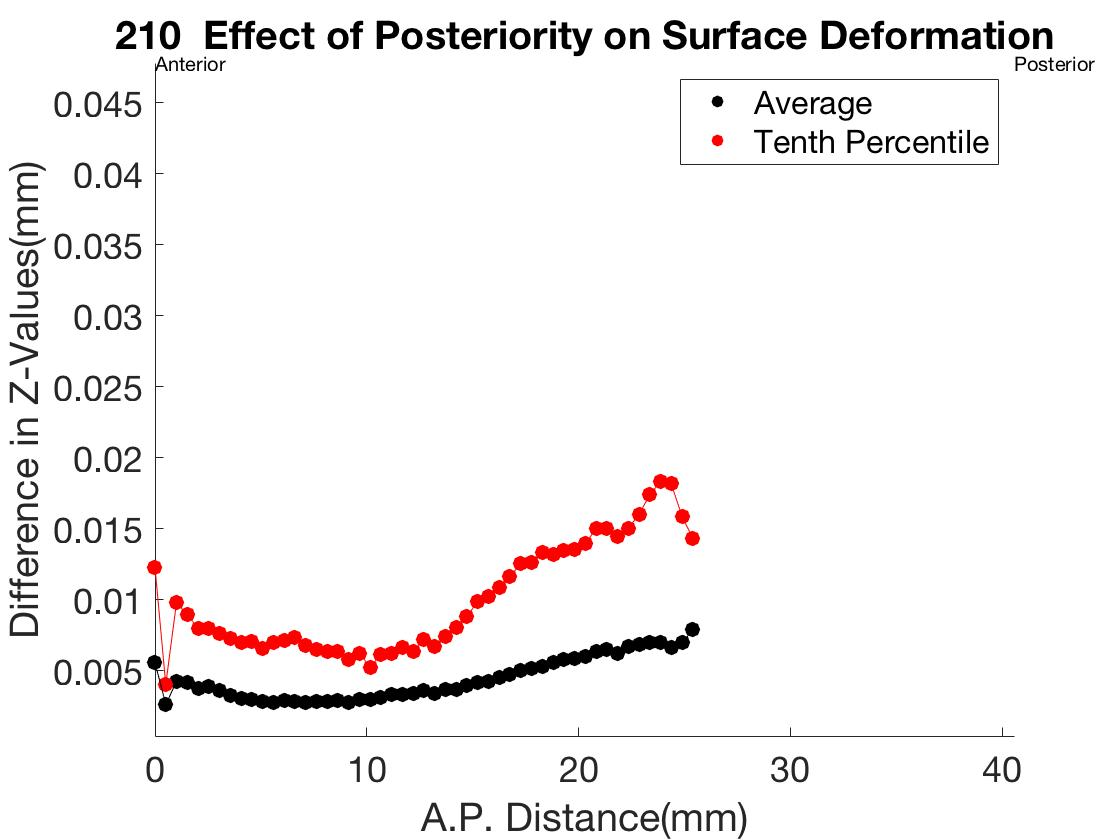 210  Effect of Posteriority on Surface Deformation
Anterior
Posterior
Average
Tenth Percentile
0.045
0.04
0.035
0.03
0.025
0.02
0.015
0.01
0.005
Difference in Z-Values(mm)
0
10
20
30
40
A.P. Distance(mm)